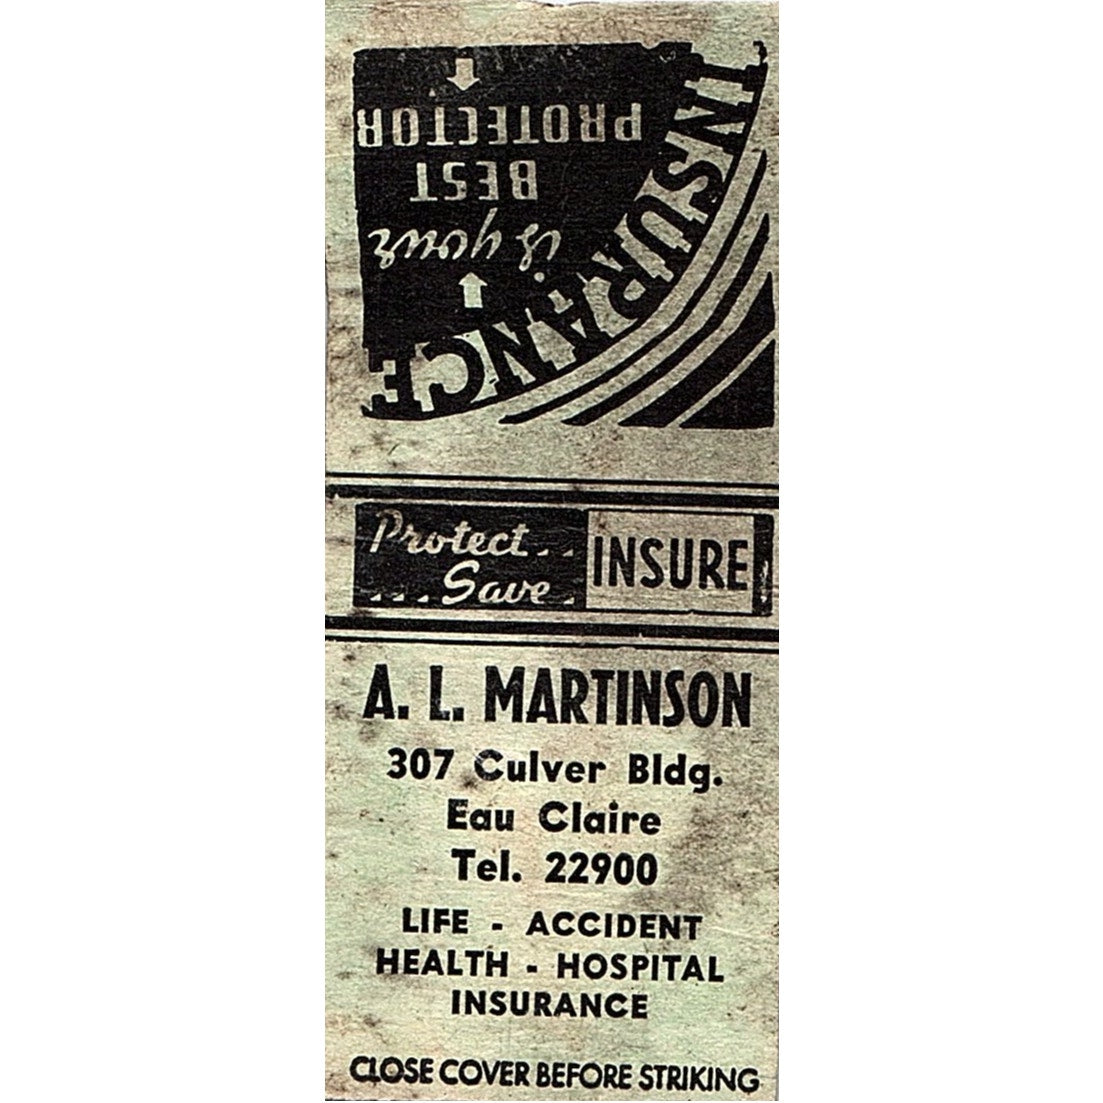 INSURANCE
is your
BEST
PROTECTOR
Protect . . .
. . . Save .
INSURE
A. L. MARTINSON
307 Culver Bldg.
Eau Claire
Tel. 22900
LIFE - ACCIDENT
HEALTH - HOSPITAL
INSURANCE
CLOSE COVER BEFORE STRIKING